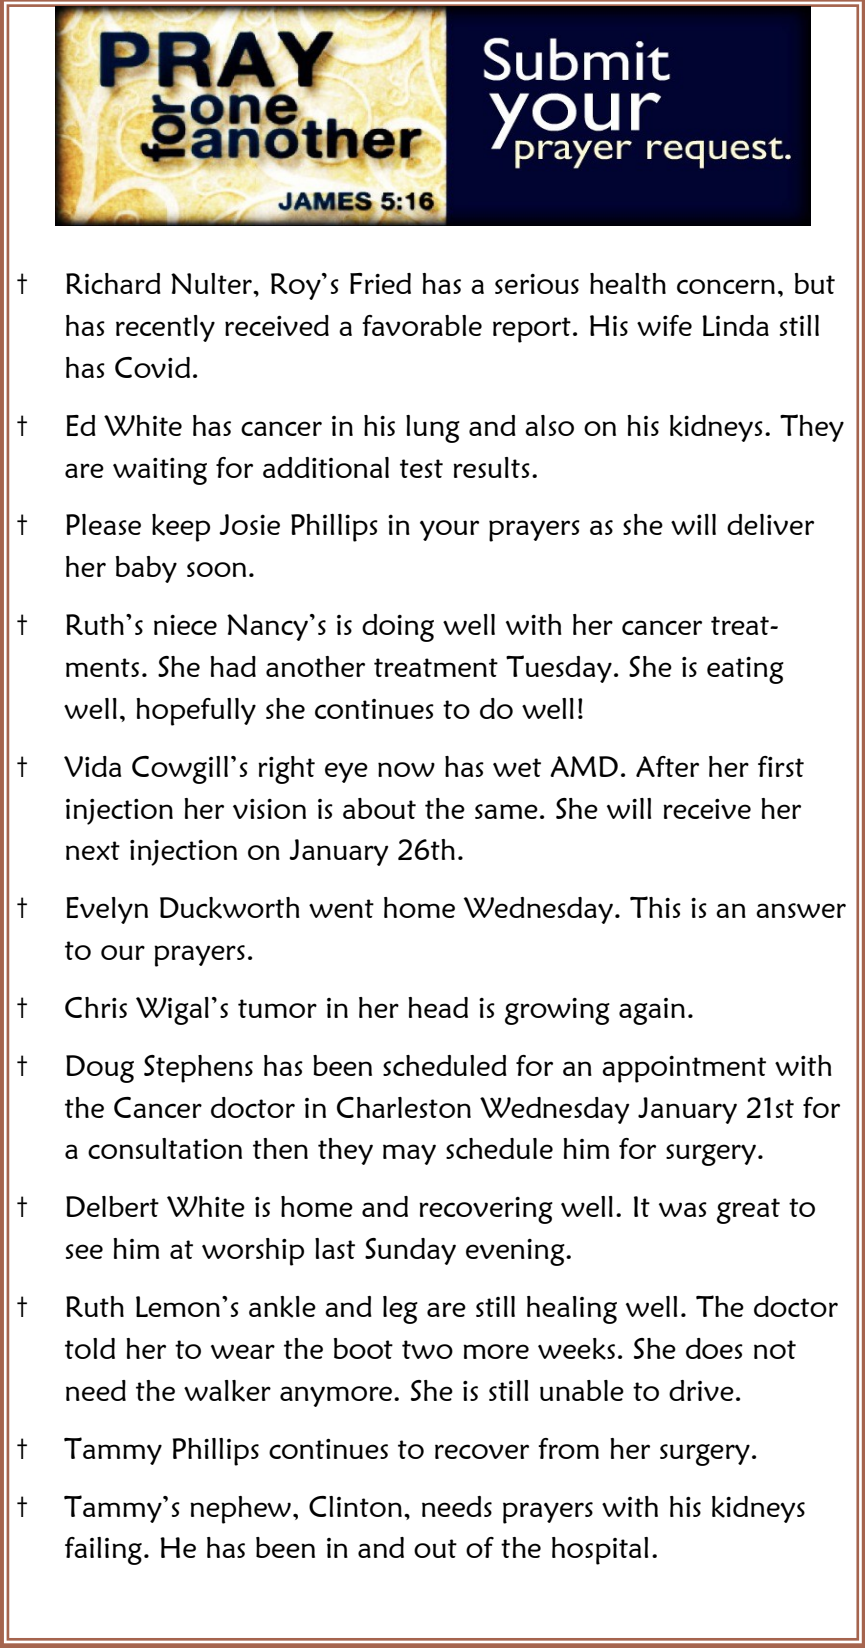 PRAY
for one
another
JAMES 5:16
Submit
your
prayer request.
† Richard Nulter, Roy’s Fried has a serious health concern, but
has recently received a favorable report. His wife Linda still
has Covid.
† Ed White has cancer in his lung and also on his kidneys. They
are waiting for additional test results.
† Please keep Josie Phillips in your prayers as she will deliver
her baby soon.
† Ruth’s niece Nancy’s is doing well with her cancer treat-
ments. She had another treatment Tuesday. She is eating
well, hopefully she continues to do well!
† Vida Cowgill’s right eye now has wet AMD. After her first
injection her vision is about the same. She will receive her
next injection on January 26th.
† Evelyn Duckworth went home Wednesday. This is an answer
to our prayers.
† Chris Wigal’s tumor in her head is growing again.
† Doug Stephens has been scheduled for an appointment with
the Cancer doctor in Charleston Wednesday January 21st for
a consultation then they may schedule him for surgery.
† Delbert White is home and recovering well. It was great to
see him at worship last Sunday evening.
† Ruth Lemon’s ankle and leg are still healing well. The doctor
told her to wear the boot two more weeks. She does not
need the walker anymore. She is still unable to drive.
† Tammy Phillips continues to recover from her surgery.
† Tammy’s nephew, Clinton, needs prayers with his kidneys
failing. He has been in and out of the hospital.